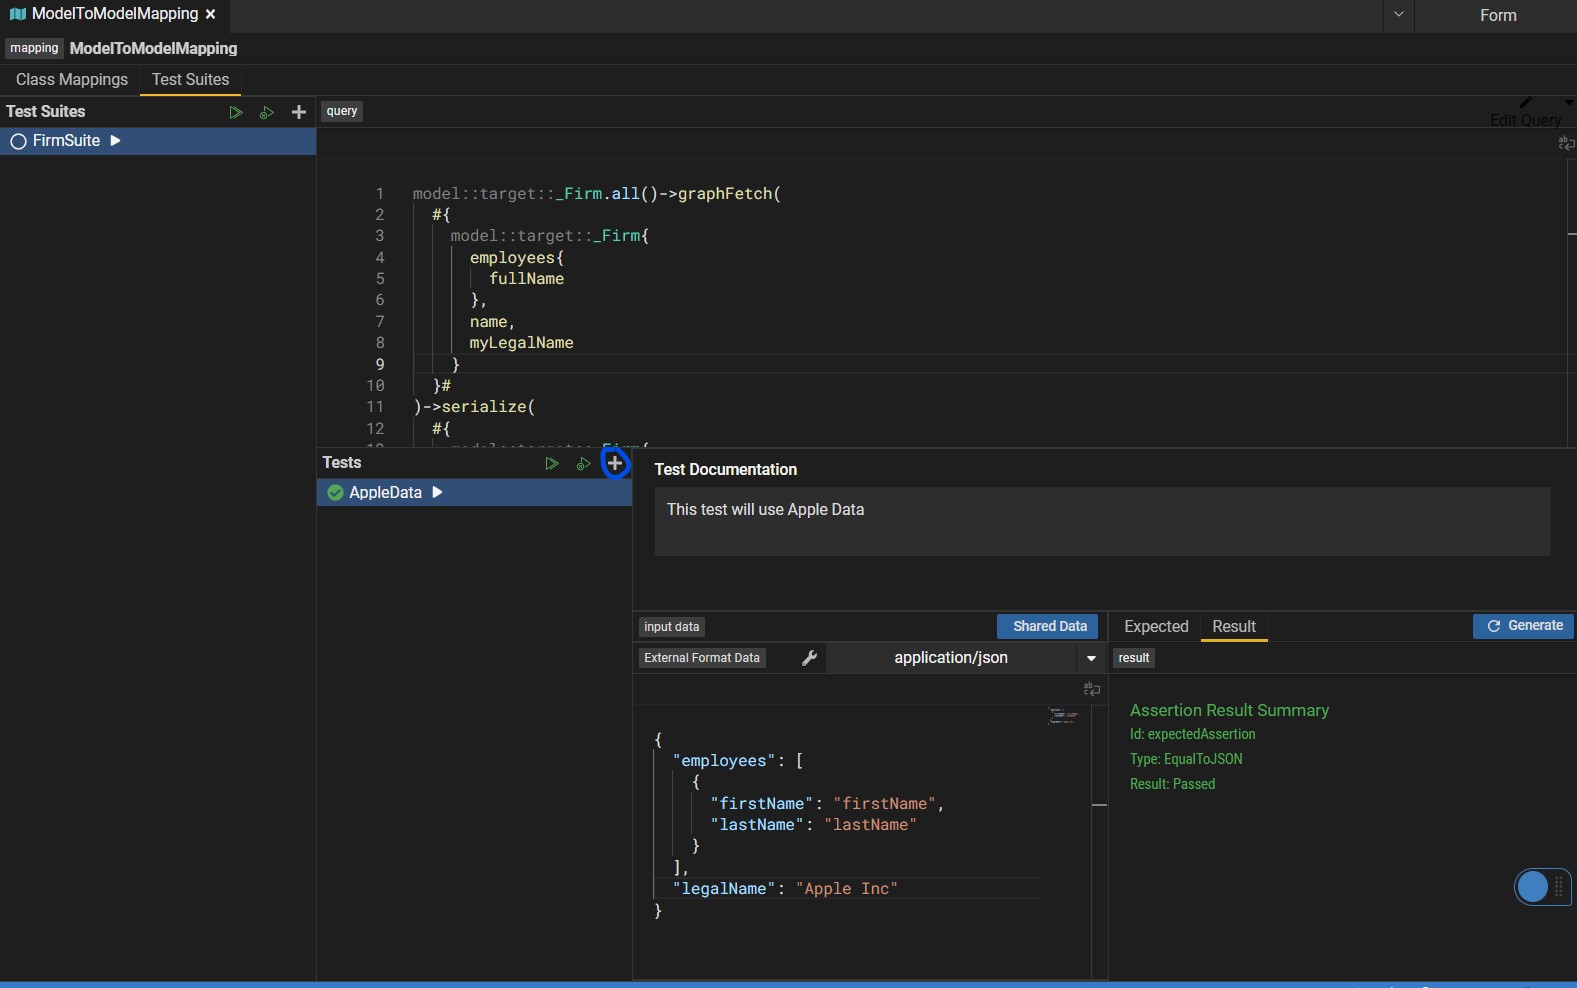 ModelToModelMapping ×
Form
mapping ModelToModelMapping
Class Mappings Test Suites
Test Suites
FirmSuite
query
Edit Query
1 model::target::_Firm.all()->graphFetch(
2 #{
3 model::target::_Firm{
4 employees{
5 fullName
6 },
7 name,
8 myLegalName
9 }
10 }#
11 )->serialize(
12 #{
Tests
AppleData
Test Documentation
This test will use Apple Data
input data Shared Data
External Format Data application/json
{
"employees": [
{
"firstName": "firstName",
"lastName": "lastName"
}
],
"legalName": "Apple Inc"
}
Expected Result Generate
result
Assertion Result Summary
Id: expectedAssertion
Type: EqualToJSON
Result: Passed